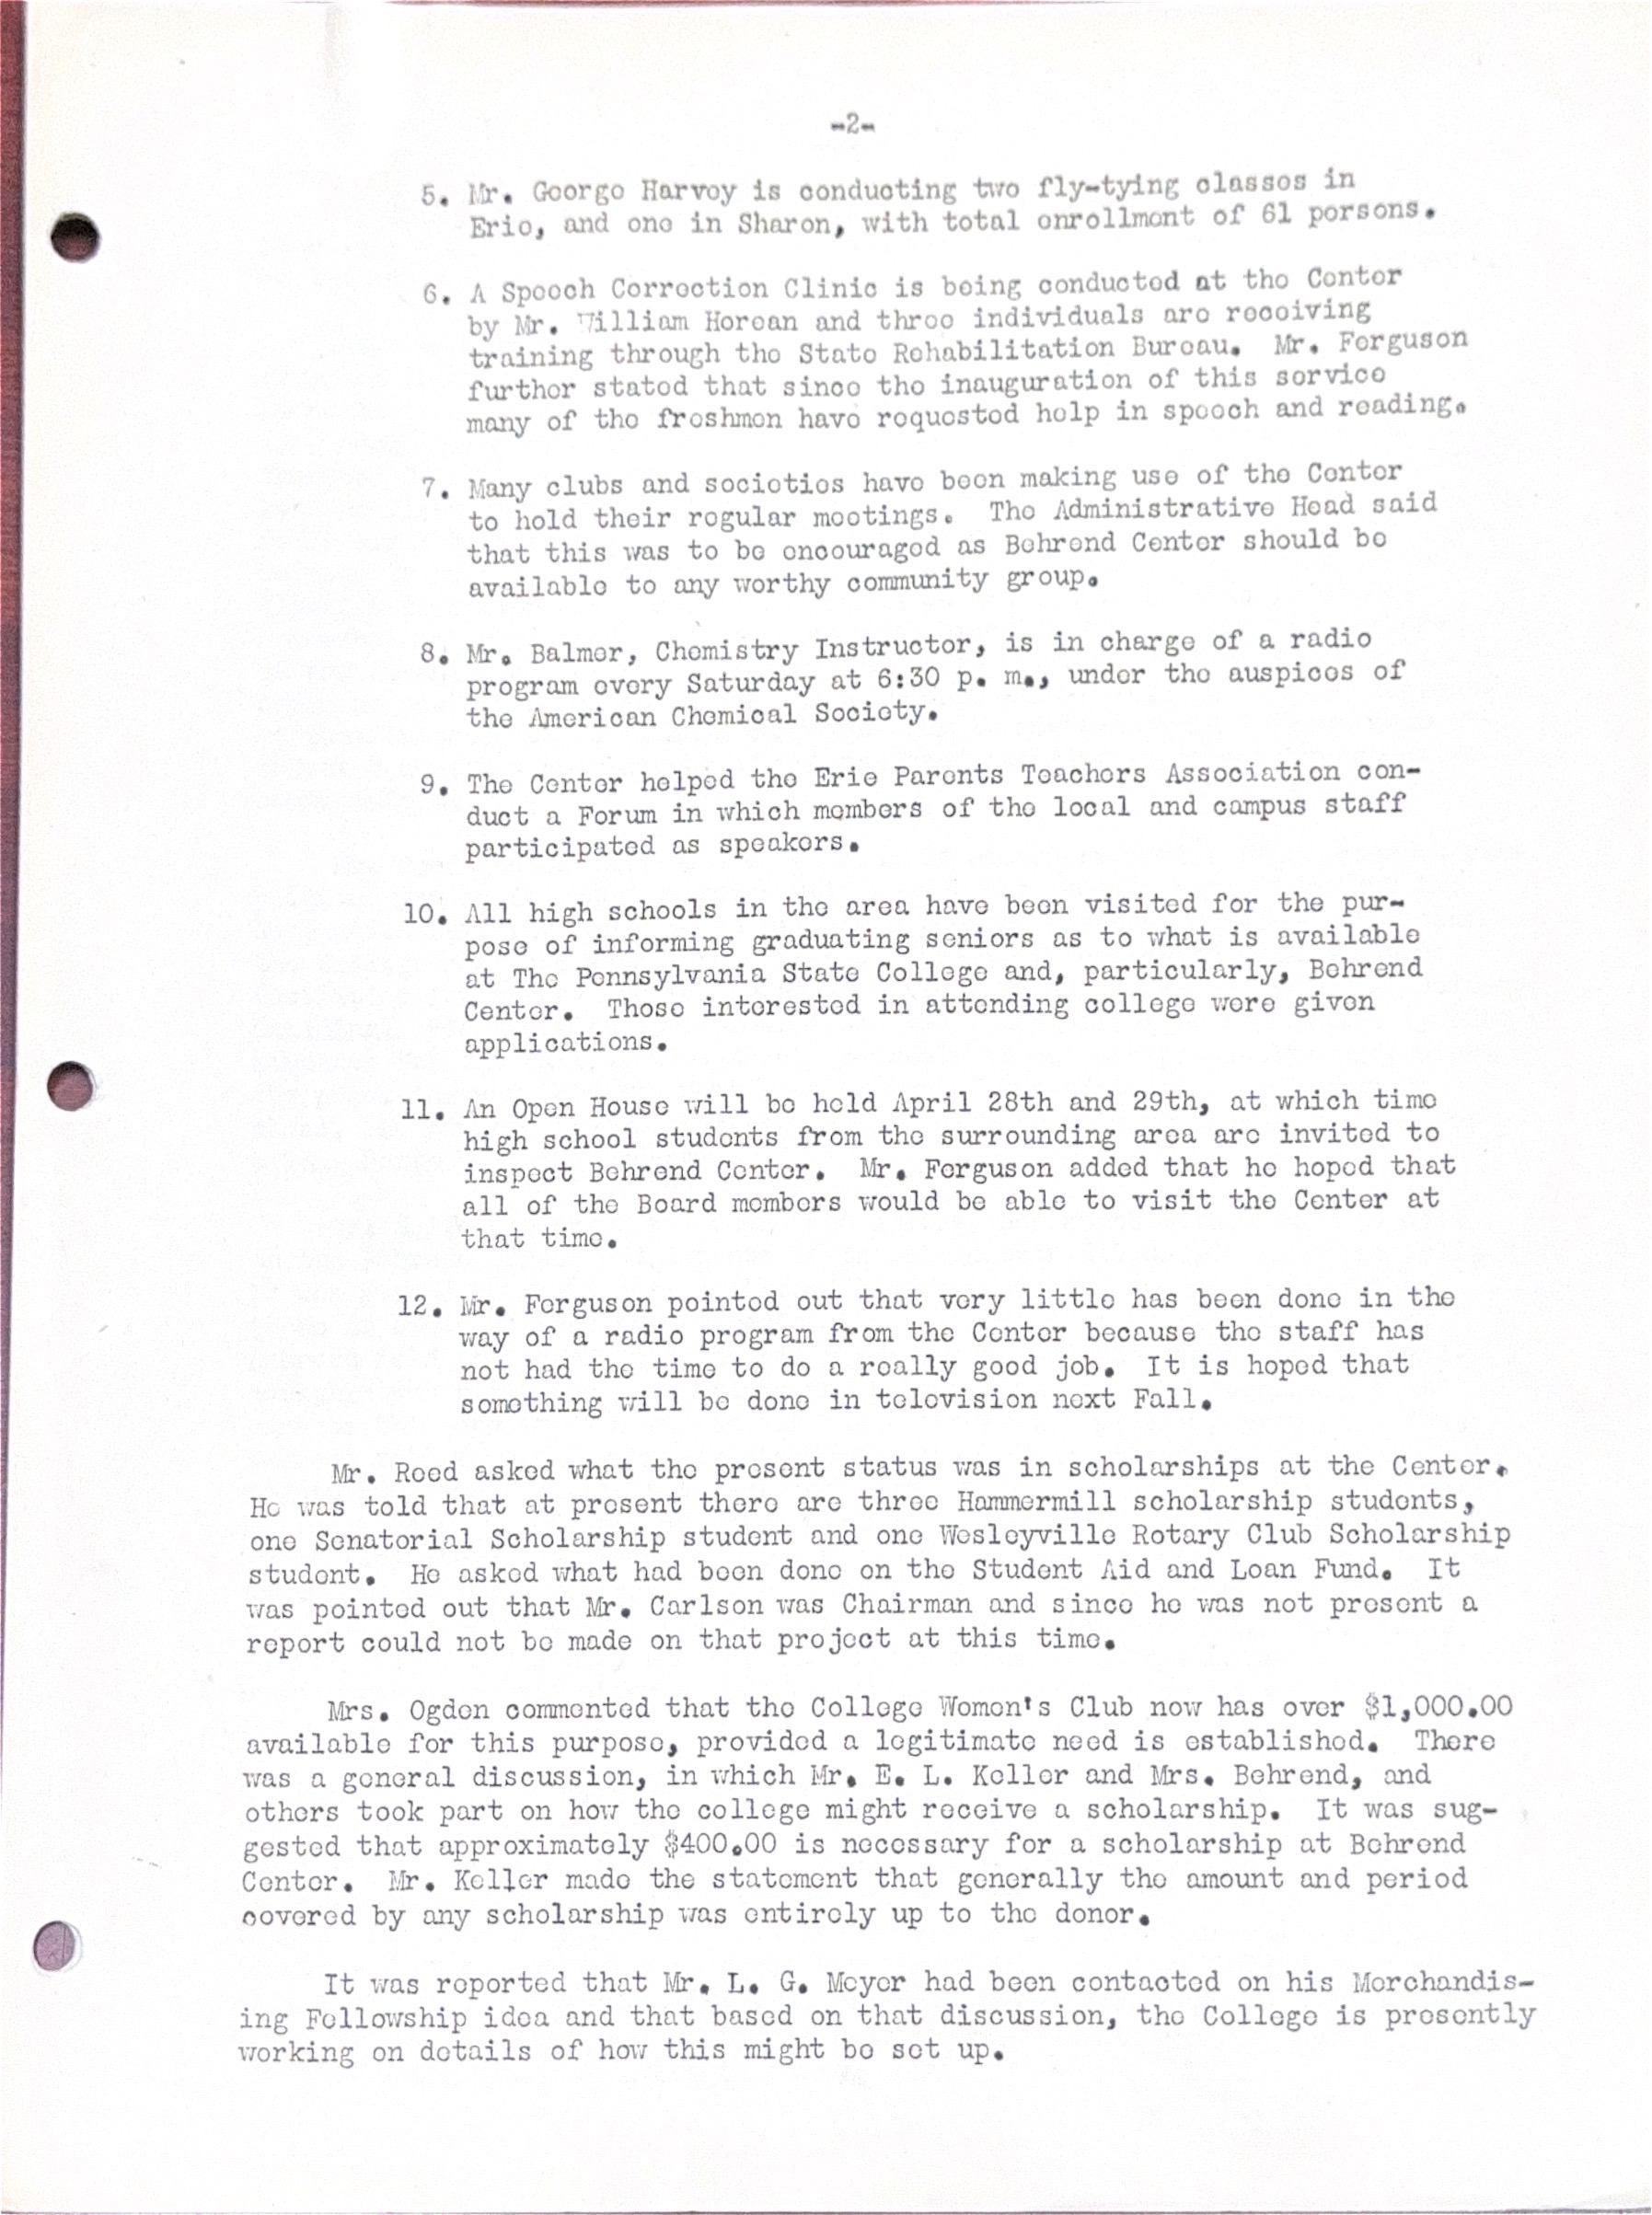 -2-
5. Mr. George Harvey is conducting two fly-tying classes in
Erie, and one in Sharon, with total enrollment of 61 persons.
6. A Speech Correction Clinic is being conducted at the Center
by Mr. William Horcan and three individuals are receiving
training through the State Rehabilitation Bureau. Mr. Ferguson
further stated that since the inauguration of this service
many of the freshmen have requested help in speech and reading.
7. Many clubs and societies have been making use of the Center
to hold their regular meetings. The Administrative Head said
that this was to be encouraged as Behrend Center should be
available to any worthy community group.
8. Mr. Balmer, Chemistry Instructor, is in charge of a radio
program every Saturday at 6:30 p. m., under the auspices of
the American Chemical Society.
9. The Center helped the Erie Parents Teachers Association con-
duct a Forum in which members of the local and campus staff
participated as speakers.
10. All high schools in the area have been visited for the pur-
pose of informing graduating seniors as to what is available
at The Pennsylvania State College and, particularly, Behrend
Center. Those interested in attending college were given
applications.
11. An Open House will be held April 28th and 29th, at which time
high school students from the surrounding area are invited to
inspect Behrend Center. Mr. Ferguson added that he hoped that
all of the Board members would be able to visit the Center at
that time.
12. Mr. Ferguson pointed out that very little has been done in the
way of a radio program from the Center because the staff has
not had the time to do a really good job. It is hoped that
something will be done in television next Fall.
Mr. Reed asked what the present status was in scholarships at the Center.
He was told that at present there are three Hammermill scholarship students,
one Senatorial Scholarship student and one Wesleyville Rotary Club Scholarship
student. He asked what had been done on the Student Aid and Loan Fund. It
was pointed out that Mr. Carlson was Chairman and since he was not present a
report could not be made on that project at this time.
Mrs. Ogden commented that the College Women's Club now has over $1,000.00
available for this purpose, provided a legitimate need is established. There
was a general discussion, in which Mr. E. L. Keller and Mrs. Behrend, and
others took part on how the college might receive a scholarship. It was sug-
gested that approximately $400.00 is necessary for a scholarship at Behrend
Center. Mr. Keller made the statement that generally the amount and period
covered by any scholarship was entirely up to the donor.
It was reported that Mr. L. G. Meyer had been contacted on his Merchandis-
ing Fellowship idea and that based on that discussion, the College is presently
working on details of how this might be set up.